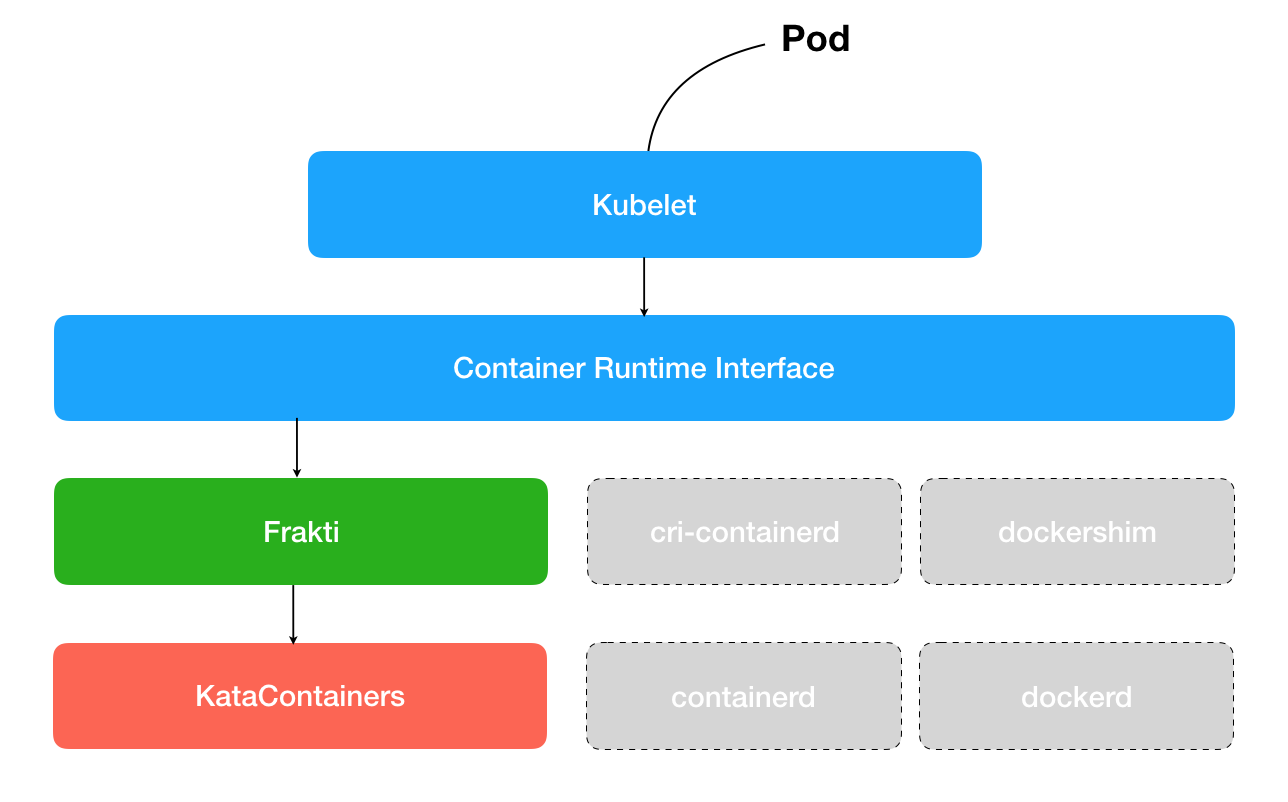 Pod
Kubelet
Container Runtime Interface
Frakti
cri-containerd
dockershim
KataContainers
containerd
dockerd